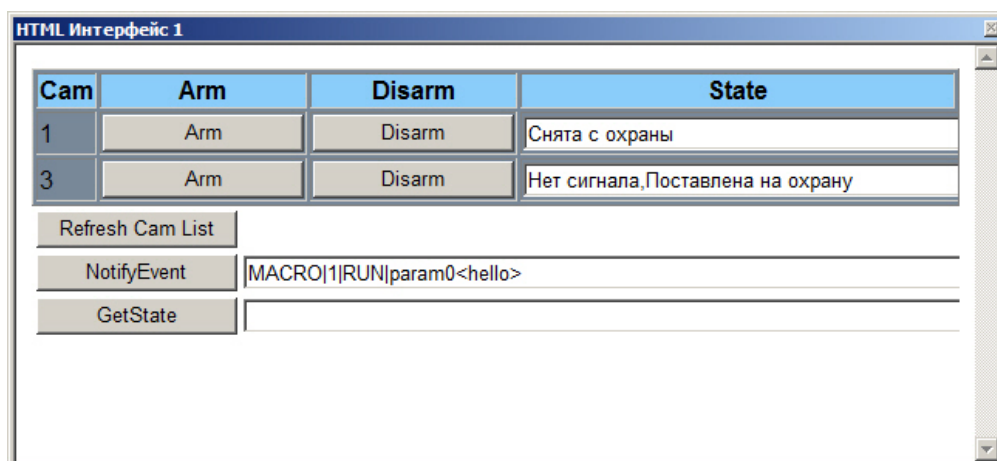 HTML Интерфейс 1
Cam Arm Disarm State
1 Arm Disarm Снята с охраны
3 Arm Disarm Нет сигнала,Поставлена на охрану
Refresh Cam List
NotifyEvent MACRO|1|RUN|param0<hello>
GetState